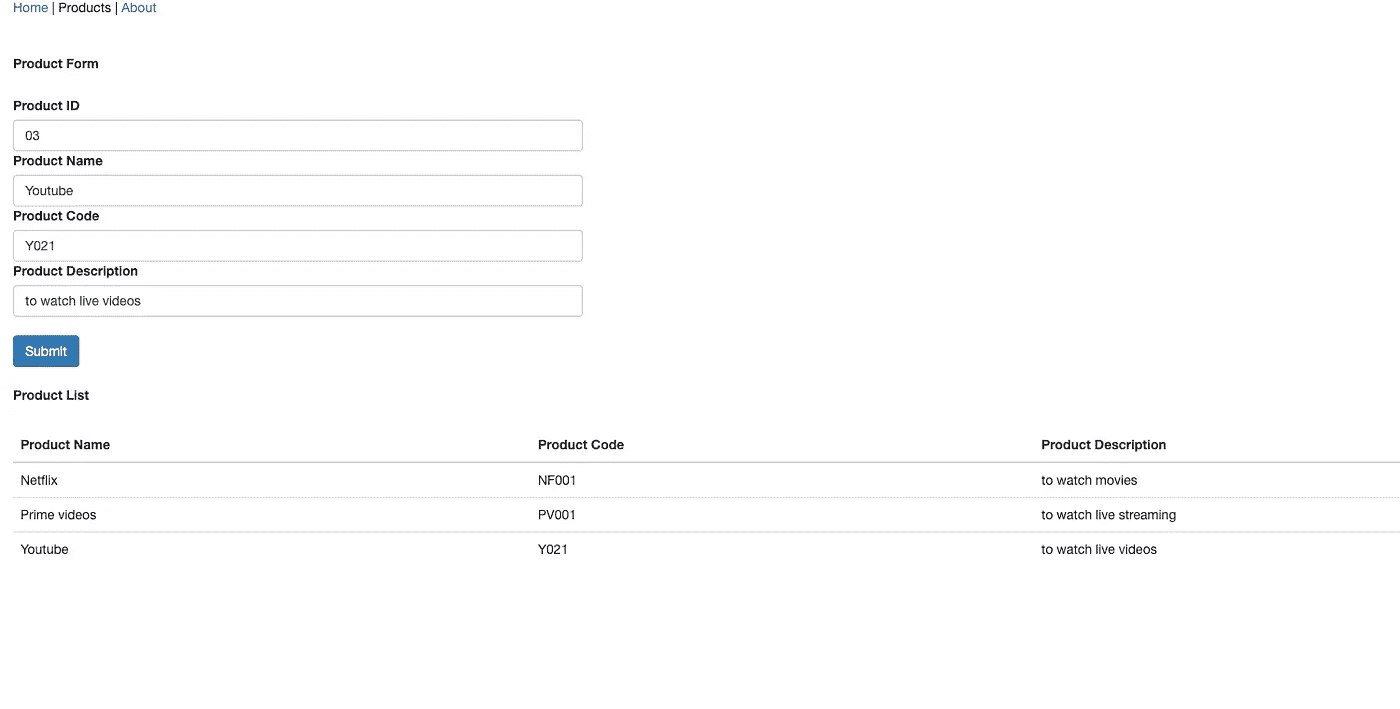 Home | Products | About
Product Form
Product ID
03
Product Name
Youtube
Product Code
Y021
Product Description
to watch live videos
Submit
Product List
Product Name Product Code Product Description
Netflix NF001 to watch movies
Prime videos PV001 to watch live streaming
Youtube Y021 to watch live videos